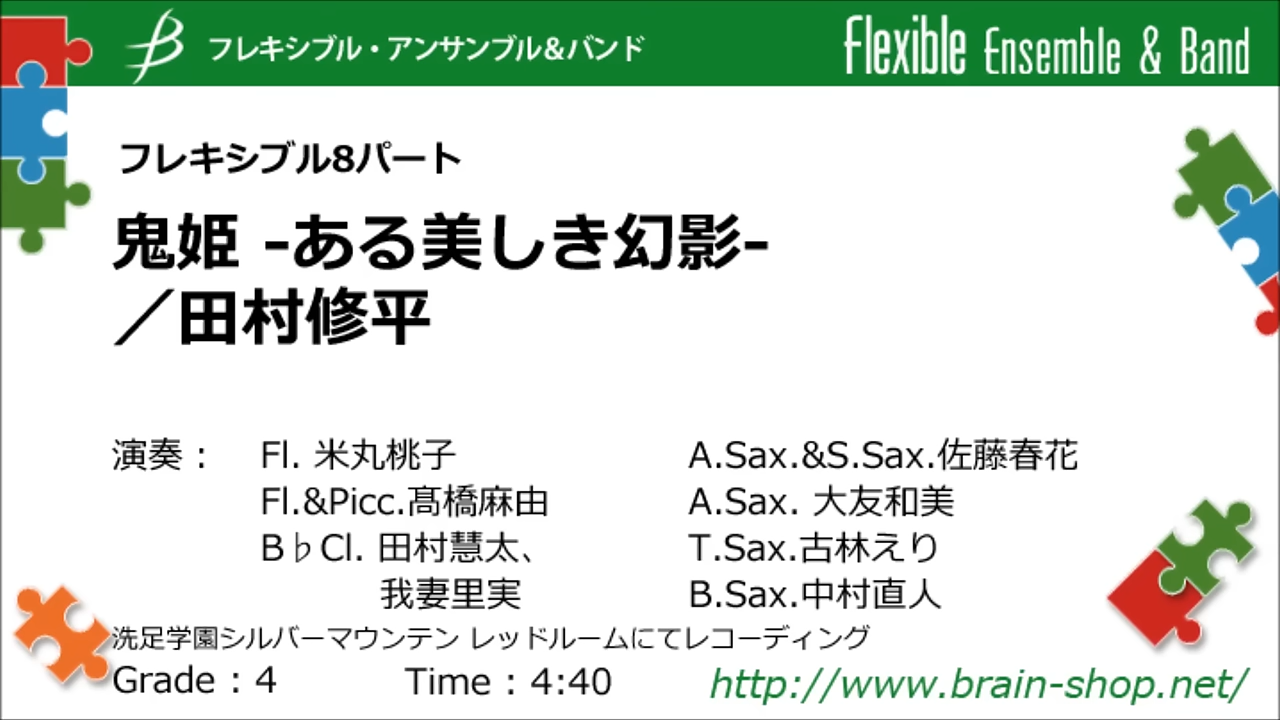 フレキシブル・アンサンブル&バンド
Flexible Ensemble & Band
フレキシブル8パート
鬼姫 -ある美しき幻影-
／田村修平
演奏： Fl. 米丸桃子 A.Sax.&S.Sax.佐藤春花
Fl.&Picc.髙橋麻由 A.Sax. 大友和美
B♭Cl. 田村慧太、 T.Sax.古林えり
我妻里実 B.Sax.中村直人
洗足学園シルバーマウンテン レッドルームにてレコーディング
Grade : 4 Time : 4:40 http://www.brain-shop.net/